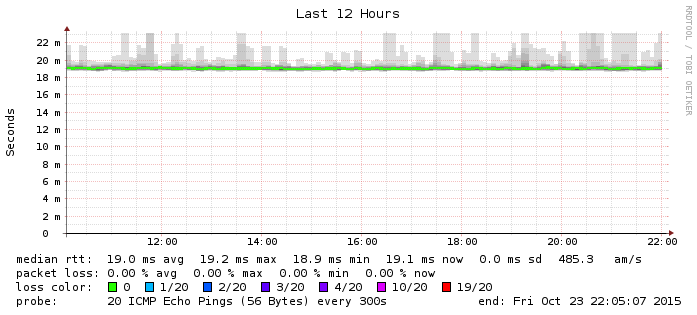 Last 12 Hours
RRDTOOL / TOBI OETIKER
Seconds
22 m
20 m
18 m
16 m
14 m
12 m
10 m
8 m
6 m
4 m
2 m
0
12:00 14:00 16:00 18:00 20:00 22:00
median rtt: 19.0 ms avg 19.2 ms max 18.9 ms min 19.1 ms now 0.0 ms sd 485.3 am/s
packet loss: 0.00 % avg 0.00 % max 0.00 % min 0.00 % now
loss color: 0 1/20 2/20 3/20 4/20 10/20 19/20
probe: 20 ICMP Echo Pings (56 Bytes) every 300s end: Fri Oct 23 22:05:07 2015